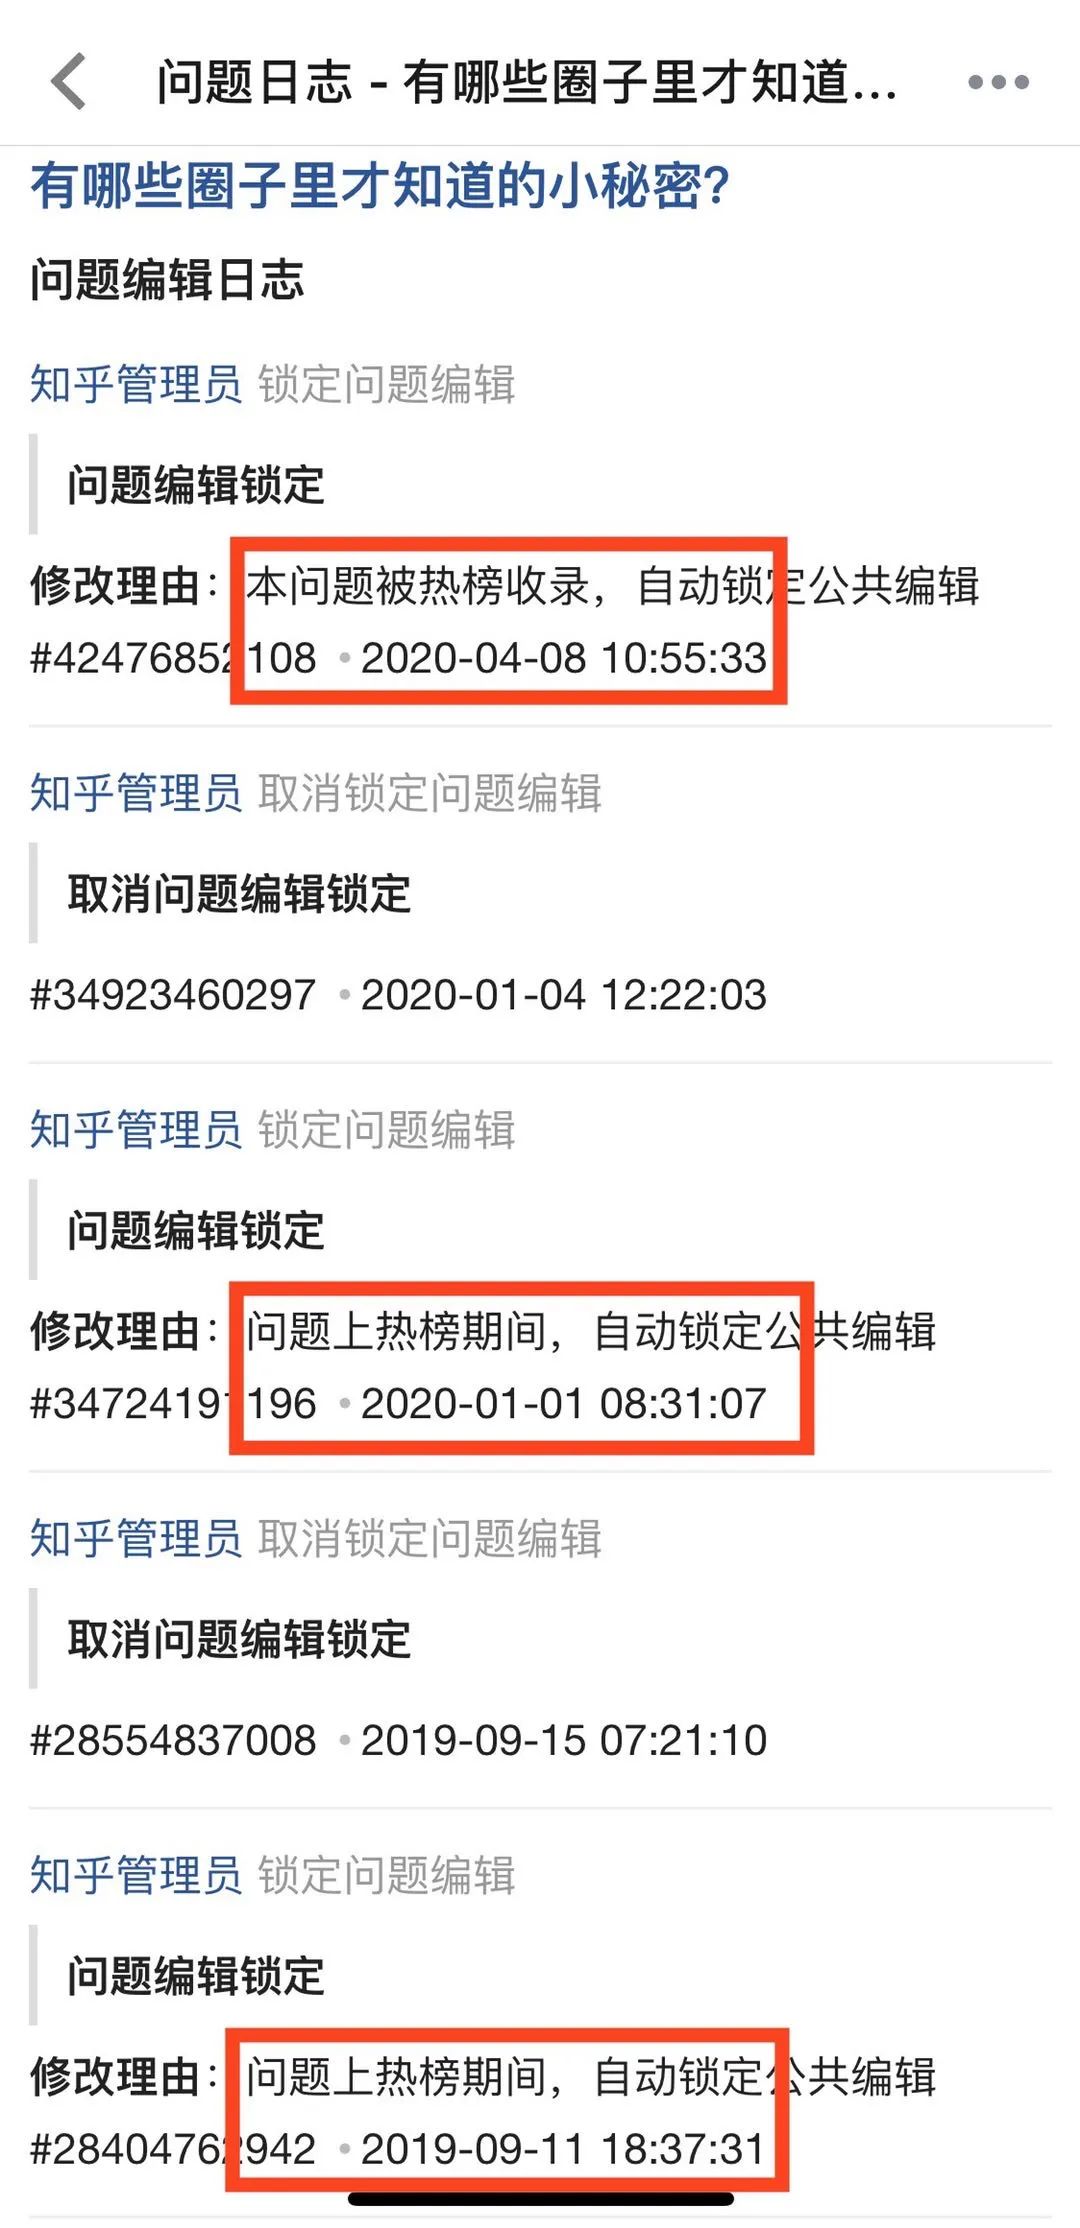 问题日志 - 有哪些圈子里才知道...
有哪些圈子里才知道的小秘密?
问题编辑日志
知乎管理员 锁定问题编辑
问题编辑锁定
修改理由：本问题被热榜收录，自动锁定公共编辑
#42476852108 • 2020-04-08 10:55:33
知乎管理员 取消锁定问题编辑
取消问题编辑锁定
#34923460297 • 2020-01-04 12:22:03
知乎管理员 锁定问题编辑
问题编辑锁定
修改理由：问题上热榜期间，自动锁定公共编辑
#34724191196 • 2020-01-01 08:31:07
知乎管理员 取消锁定问题编辑
取消问题编辑锁定
#28554837008 • 2019-09-15 07:21:10
知乎管理员 锁定问题编辑
问题编辑锁定
修改理由：问题上热榜期间，自动锁定公共编辑
#28404762942 • 2019-09-11 18:37:31